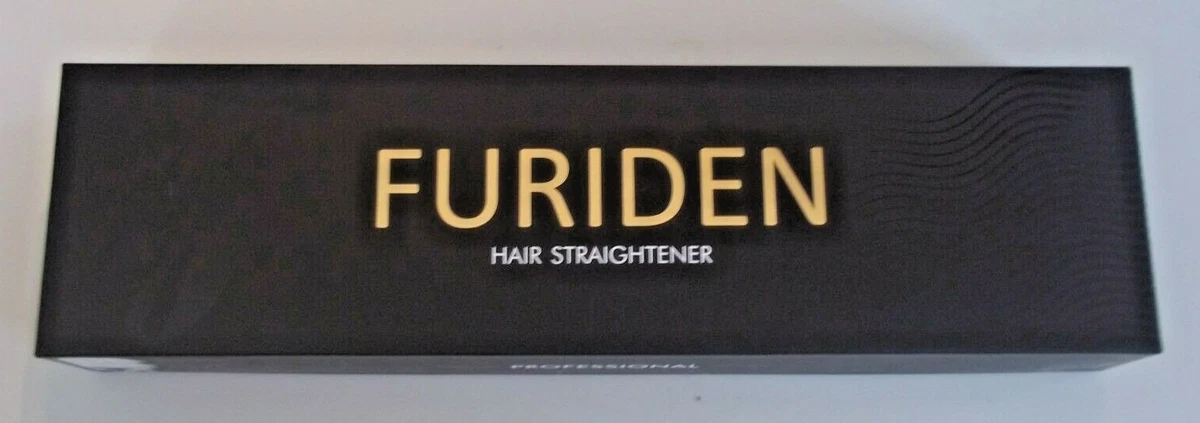 FURIDEN
HAIR STRAIGHTENER
PROFESSIONAL